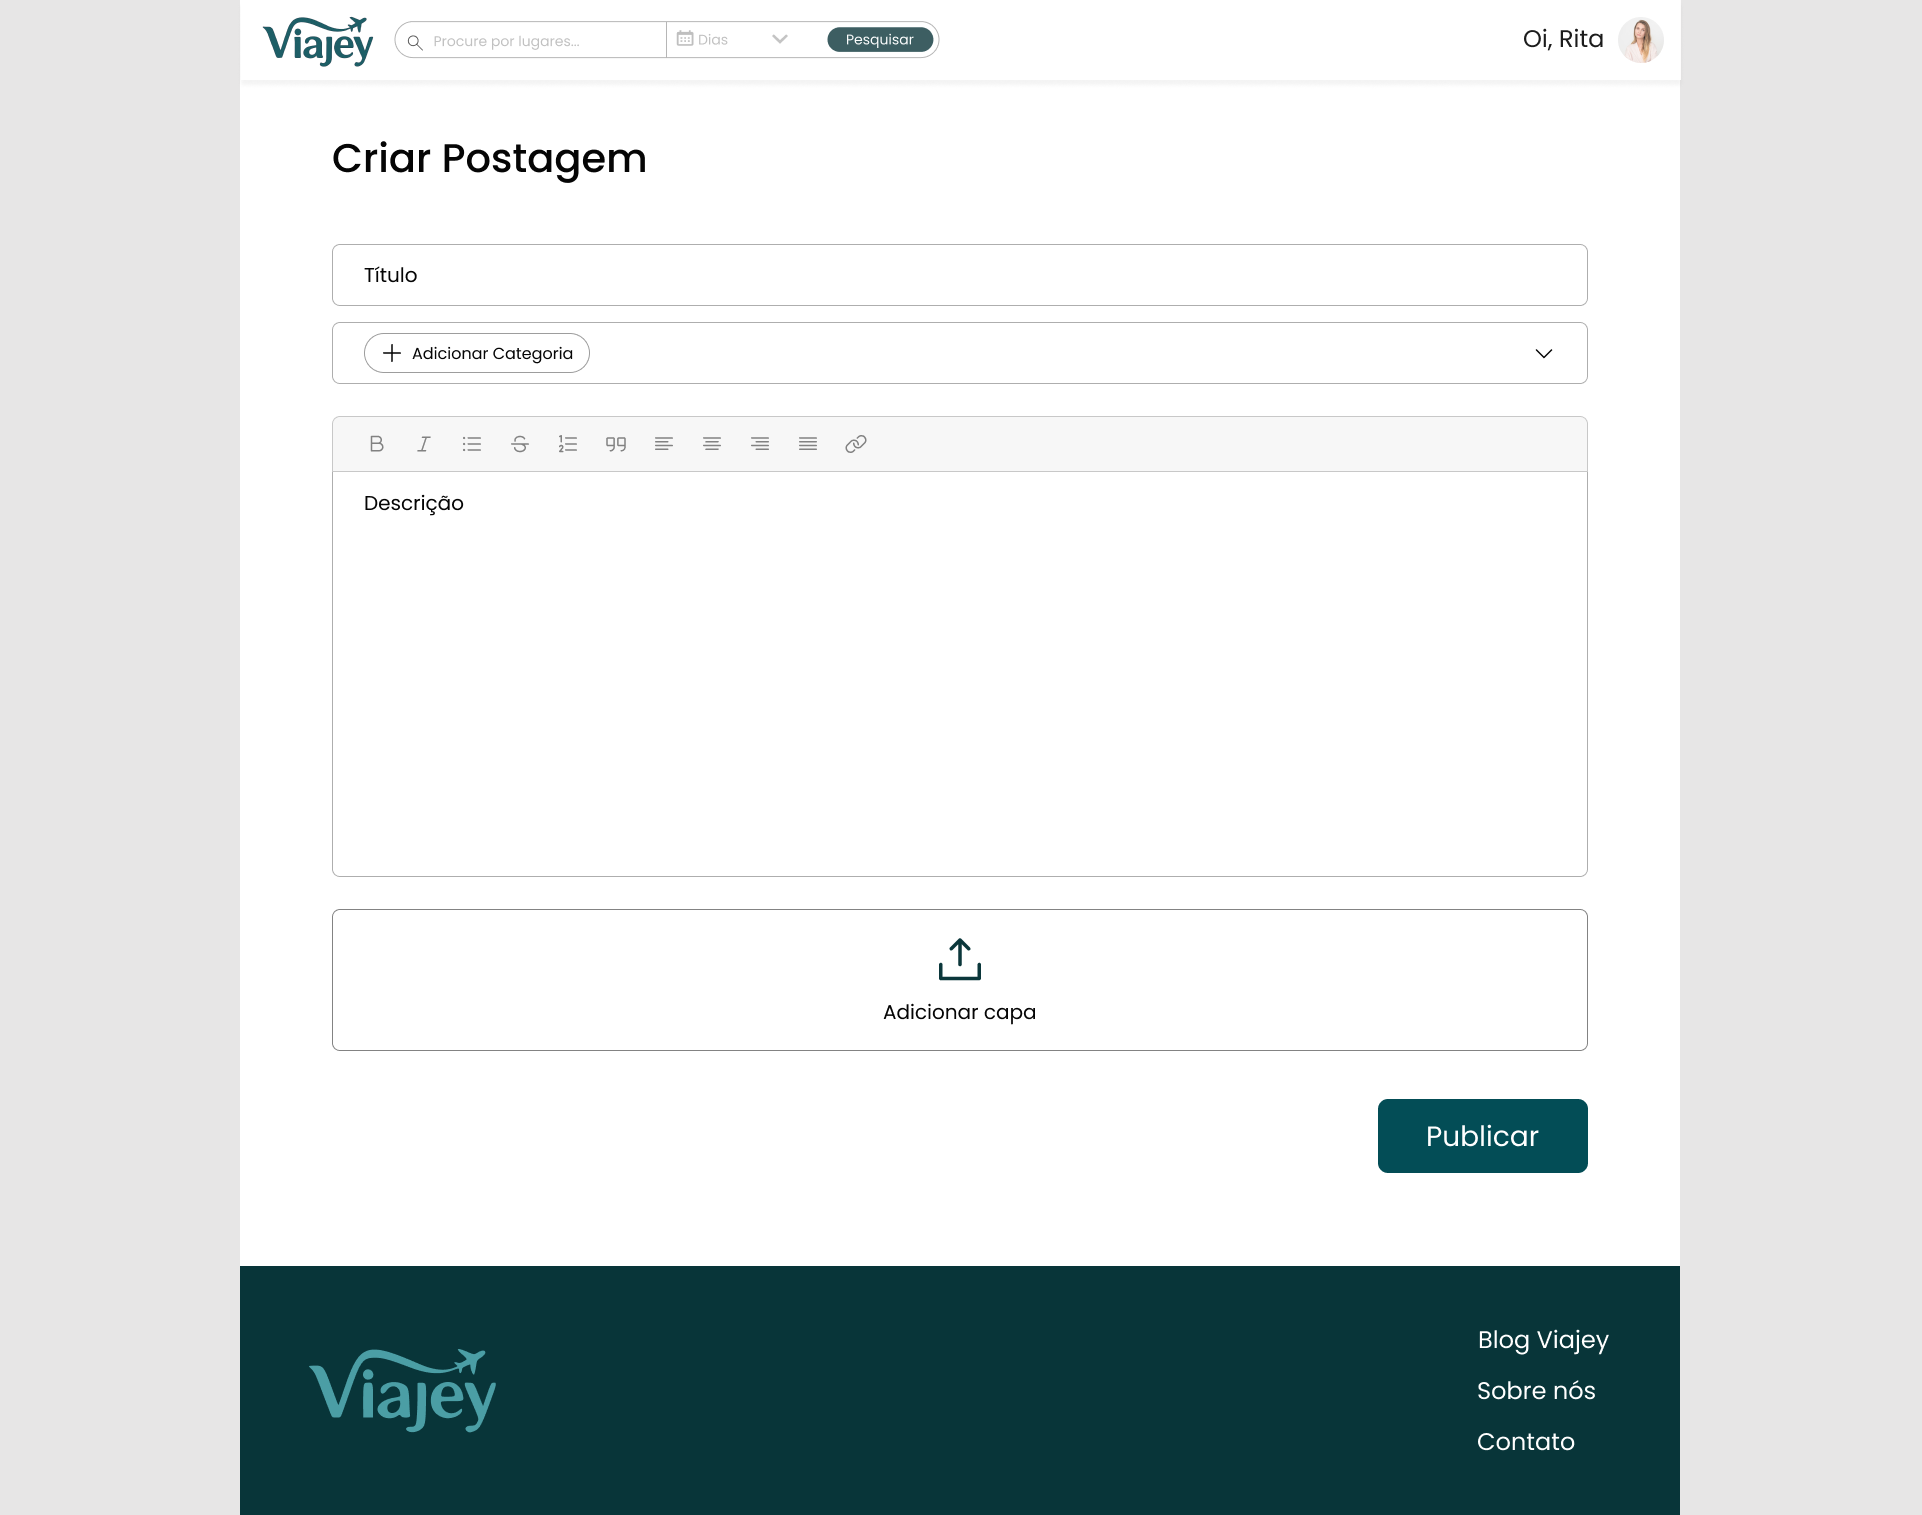 Viajey
Procure por lugares...
Dias
Pesquisar
Oi, Rita
Criar Postagem
Título
Adicionar Categoria
Descrição
Adicionar capa
Publicar
Viajey
Blog Viajey
Sobre nós
Contato